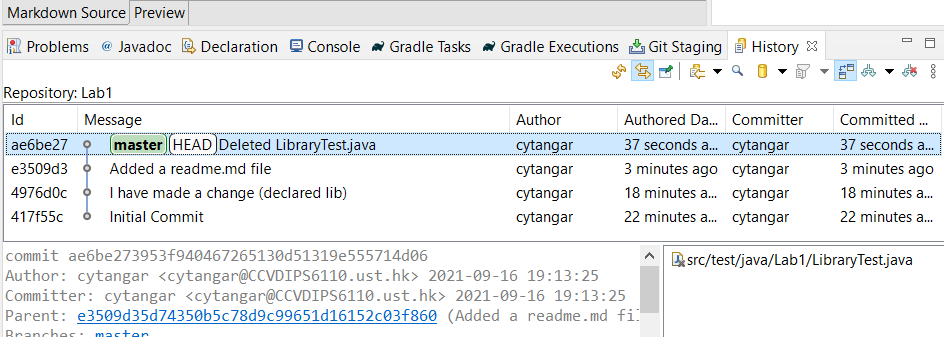 Markdown Source Preview
Problems @ Javadoc Declaration Console Gradle Tasks Gradle Executions Git Staging History
Repository: Lab1
Id Message Author Authored Da... Committer Committed ...
ae6be27 master HEAD Deleted LibraryTest.java cytangar 37 seconds a... cytangar 37 seconds a...
e3509d3 Added a readme.md file cytangar 3 minutes ago cytangar 3 minutes ago
4976d0c I have made a change (declared lib) cytangar 18 minutes a... cytangar 18 minutes a...
417f55c Initial Commit cytangar 22 minutes a... cytangar 22 minutes a...
commit ae6be273953f940467265130d51319e555714d06
Author: cytangar <cytangar@CCVDIPS6110.ust.hk> 2021-09-16 19:13:25
Committer: cytangar <cytangar@CCVDIPS6110.ust.hk> 2021-09-16 19:13:25
Parent: e3509d35d74350b5c78d9c99651d16152c03f860 (Added a readme.md fil
Branches: master
src/test/java/Lab1/LibraryTest.java